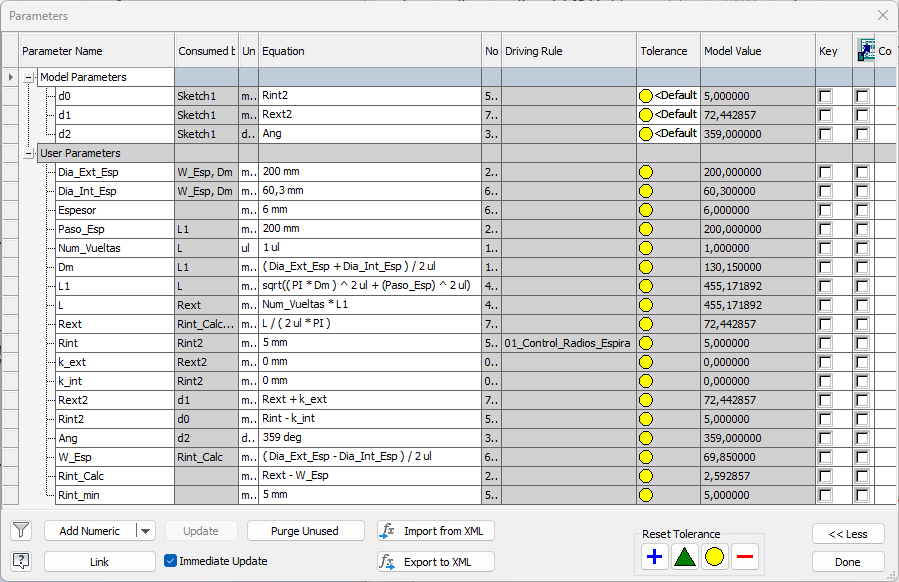 Parameters
Parameter Name Consumed b Un Equation No Driving Rule Tolerance Model Value Key Co
Model Parameters
d0 Sketch1 m.. Rint2 5.. <Default 5,000000
d1 Sketch1 m.. Rext2 7.. <Default 72,442857
d2 Sketch1 d.. Ang 3.. <Default 359,000000
User Parameters
Dia_Ext_Esp W_Esp, Dm m.. 200 mm 2.. 200,000000
Dia_Int_Esp W_Esp, Dm m.. 60,3 mm 6.. 60,300000
Espesor m.. 6 mm 6.. 6,000000
Paso_Esp L1 m.. 200 mm 2.. 200,000000
Num_Vueltas L ul 1 ul 1.. 1,000000
Dm L1 m.. ( Dia_Ext_Esp + Dia_Int_Esp ) / 2 ul 1.. 130,150000
L1 L m.. sqrt(( PI * Dm ) ^ 2 ul + (Paso_Esp) ^ 2 ul) 4.. 455,171892
L Rext m.. Num_Vueltas * L1 4.. 455,171892
Rext Rint_Calc... m.. L / ( 2 ul * PI ) 7.. 72,442857
Rint Rint2 m.. 5 mm 5.. 01_Control_Radios_Espira 5,000000
k_ext Rext2 m.. 0 mm 0.. 0,000000
k_int Rint2 m.. 0 mm 0.. 0,000000
Rext2 d1 m.. Rext + k_ext 7.. 72,442857
Rint2 d0 m.. Rint - k_int 5.. 5,000000
Ang d2 d.. 359 deg 3.. 359,000000
W_Esp Rint_Calc m.. ( Dia_Ext_Esp - Dia_Int_Esp ) / 2 ul 6.. 69,850000
Rint_Calc m.. Rext - W_Esp 2.. 2,592857
Rint_min m.. 5 mm 5.. 5,000000
Add Numeric Update Purge Unused fx Import from XML Reset Tolerance << Less
? Link Immediate Update fx Export to XML Done